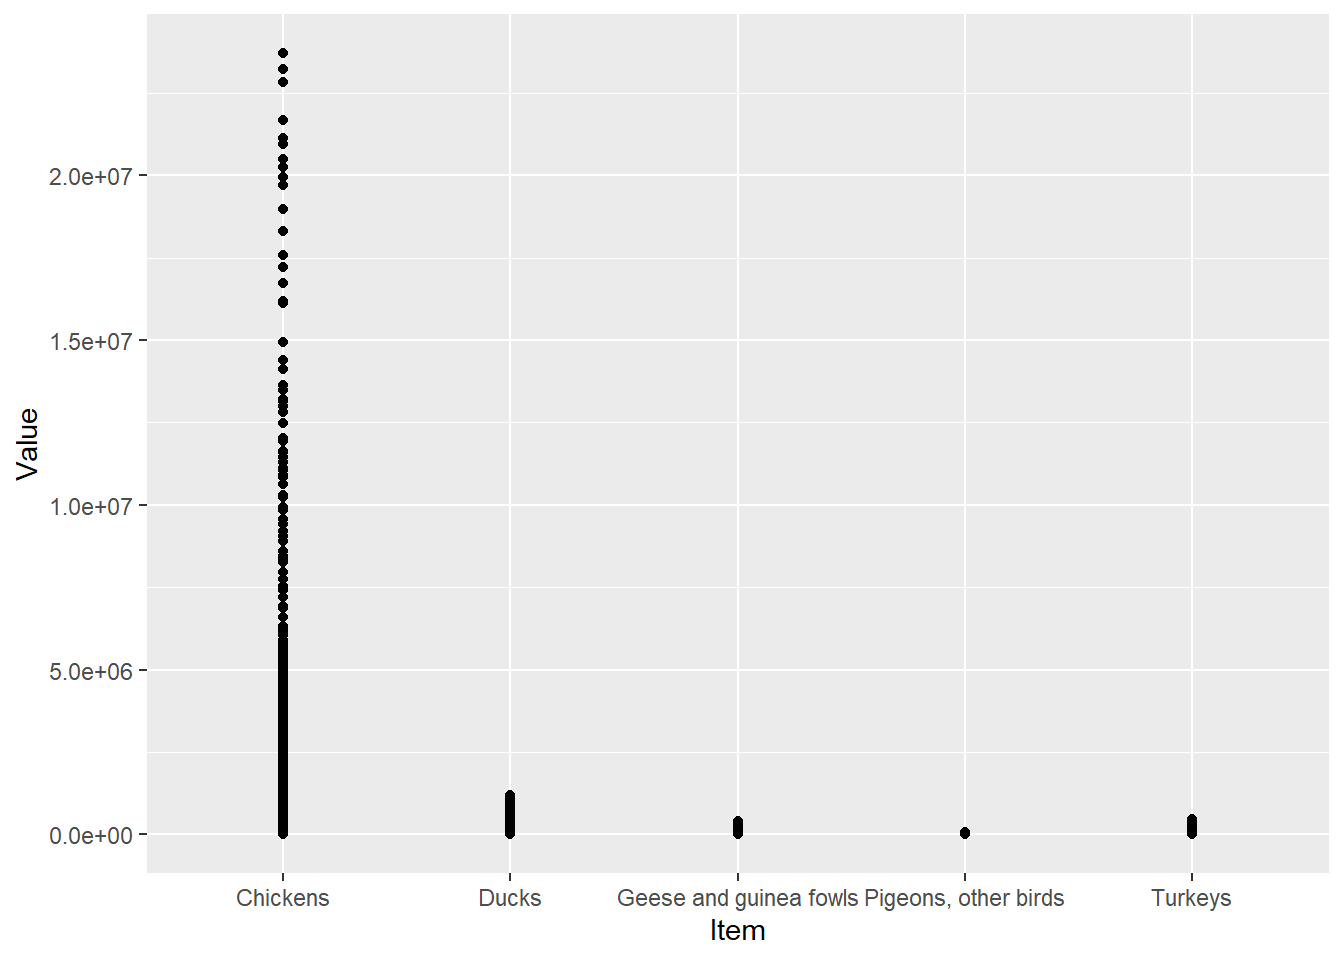 Value
2.0e+07
1.5e+07
1.0e+07
5.0e+06
0.0e+00
Chickens Ducks Geese and guinea fowls Pigeons, other birds Turkeys
Item